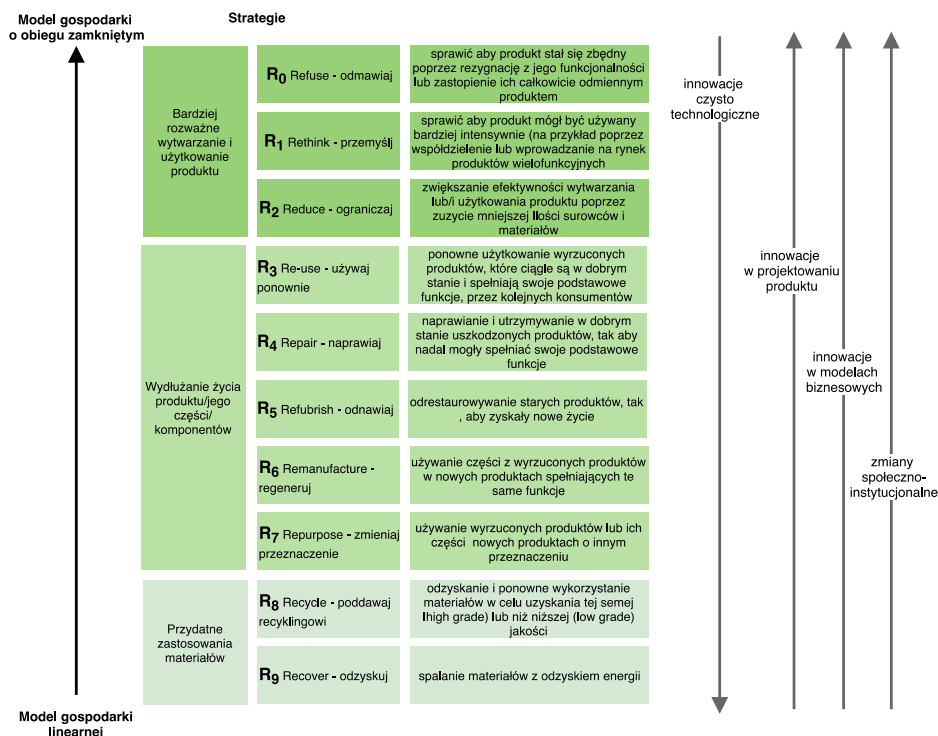 Model gospodarki
o obiegu zamkniętym
Strategie
Bardziej
rozważne
wytwarzanie i
użytkowanie
produktu
R0 Refuse - odmawiaj
sprawić aby produkt stał się zbędny
poprzez rezygnację z jego funkcjonalności
lub zastopienie ich całkowicie odmiennym
produktem
R1 Rethink - przemyślj
sprawić aby produkt mógł być używany
bardziej intensywnie (na przykład poprzez
współdzielenie lub wprowadzanie na rynek
produktów wielofunkcyjnych
R2 Reduce - ograniczaj
zwiększanie efektywności wytwarzania
lub/i użytkowania produktu poprzez
zuzycie mniejszej Ilości surowców i
materiałów
Wydłużanie życia
produktu/jego
części/
komponentów
R3 Re-use - używaj
ponownie
ponowne użytkowanie wyrzuconych
produktów, które ciągle są w dobrym
stanie i spełniają swoje podstawowe
funkcje, przez kolejnych konsumentów
R4 Repair - naprawiaj
naprawianie i utrzymywanie w dobrym
stanie uszkodzonych produktów, tak aby
nadal mogły spełniać swoje podstawowe
funkcje
R5 Refubrish - odnawiaj
odrestaurowywanie starych produktów, tak
, aby zyskały nowe życie
R6 Remanufacture -
regeneruj
używanie części z wyrzuconych produktów
w nowych produktach spełniających te
same funkcje
R7 Repurpose - zmieniaj
przeznaczenie
używanie wyrzuconych produktów lub ich
części nowych produktach o innym
przeznaczeniu
Przydatne
zastosowania
materiałów
R8 Recycle - poddawaj
recyklingowi
odzyskanie i ponowne wykorzystanie
materiałów w celu uzyskania tej semej
lhigh grade) lub niż niższej (low grade)
jakości
R9 Recover - odzyskuj
spalanie materiałów z odzyskiem energii
Model gospodarki
linearnej
innowacje
czysto
technologiczne
innowacje
w projektowaniu
produktu
innowacje
w modelach
biznesowych
zmiany
społeczno-
instytucjonalne